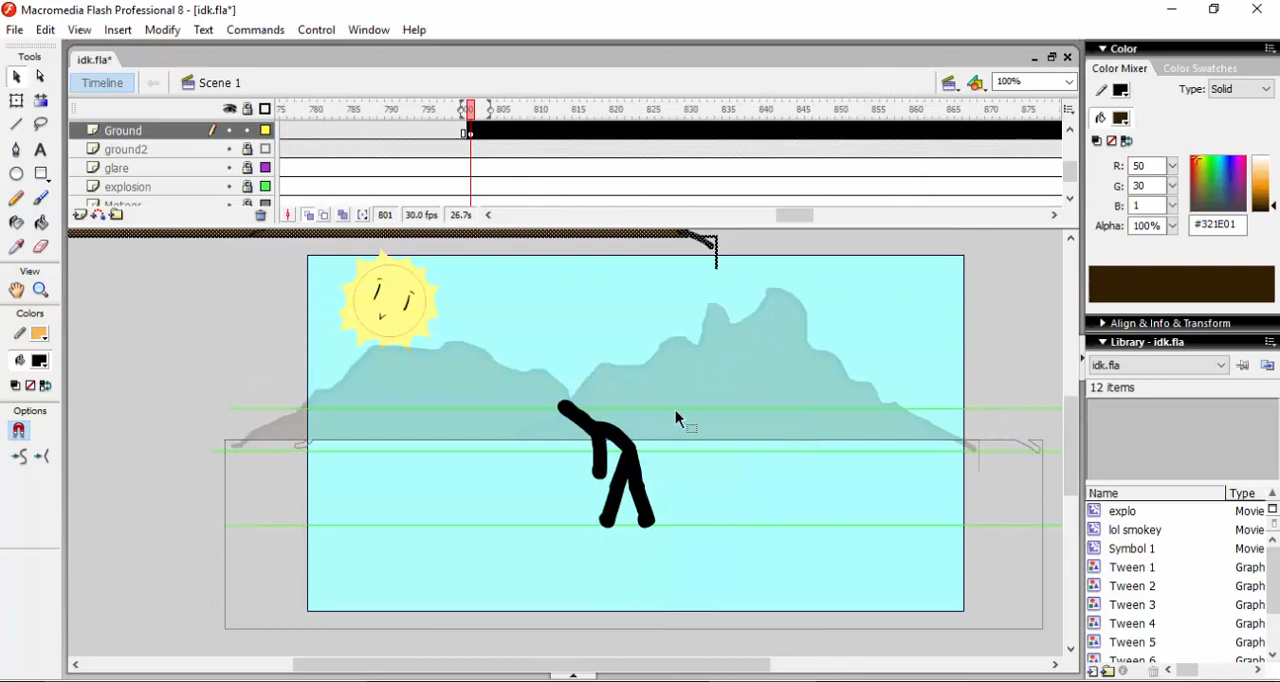 Macromedia Flash Professional 8 - [idk.fla*]
File Edit View Insert Modify Text Commands Control Window Help
Tools
View
Colors
Options
idk.fla*
Timeline
Scene 1
100%
75 780 785 790 795 805 810 815 820 825 830 835 840 845 850 855 860 865 870 875
Ground
ground2
glare
explosion
Meteor
801 30.0 fps 26.7s
Color
Color Mixer Color Swatches
Type: Solid
R: 50
G: 30
B: 1
Alpha: 100% #321E01
Align & Info & Transform
Library - idk.fla
idk.fla
12 items
Name Type
explo Movie
lol smokey Movie
Symbol 1 Movie
Tween 1 Graph
Tween 2 Graph
Tween 3 Graph
Tween 4 Graph
Tween 5 Graph
Tween 6 Graph